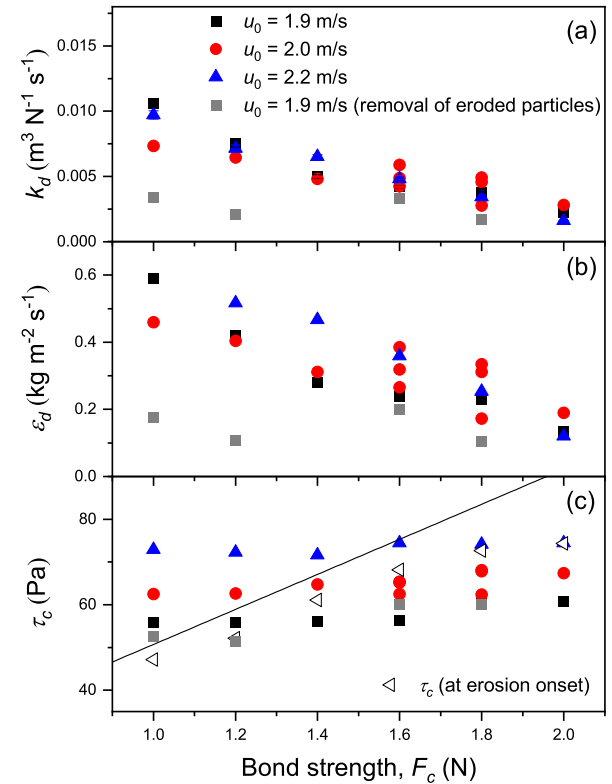 (a)
u0 = 1.9 m/s
u0 = 2.0 m/s
u0 = 2.2 m/s
u0 = 1.9 m/s (removal of eroded particles)
kd (m3 N-1 s-1)
0.015
0.010
0.005
0.000
(b)
εd (kg m-2 s-1)
0.6
0.4
0.2
0.0
(c)
τc (Pa)
80
60
40
τc (at erosion onset)
1.0 1.2 1.4 1.6 1.8 2.0
Bond strength, Fc (N)